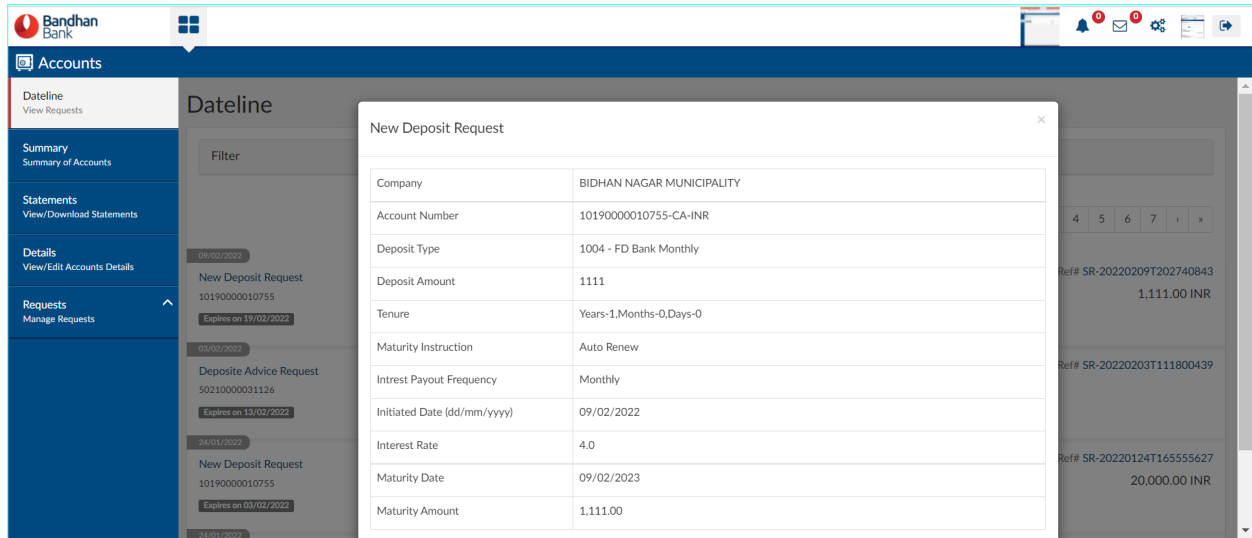 Bandhan
Bank
0
0
Accounts
Dateline
View Requests
Summary
Summary of Accounts
Statements
View/Download Statements
Details
View/Edit Accounts Details
Requests
Manage Requests
Dateline
Filter
4 5 6 7 › »
09/02/2022
New Deposit Request
10190000010755
Expires on 19/02/2022
Ref# SR-20220209T202740843
1,111.00 INR
03/02/2022
Deposite Advice Request
50210000031126
Expires on 13/02/2022
Ref# SR-20220203T111800439
24/01/2022
New Deposit Request
10190000010755
Expires on 03/02/2022
Ref# SR-20220124T165555627
20,000.00 INR
24/01/2022
New Deposit Request ×
Company BIDHAN NAGAR MUNICIPALITY
Account Number 10190000010755-CA-INR
Deposit Type 1004 - FD Bank Monthly
Deposit Amount 1111
Tenure Years-1,Months-0,Days-0
Maturity Instruction Auto Renew
Intrest Payout Frequency Monthly
Initiated Date (dd/mm/yyyy) 09/02/2022
Interest Rate 4.0
Maturity Date 09/02/2023
Maturity Amount 1,111.00